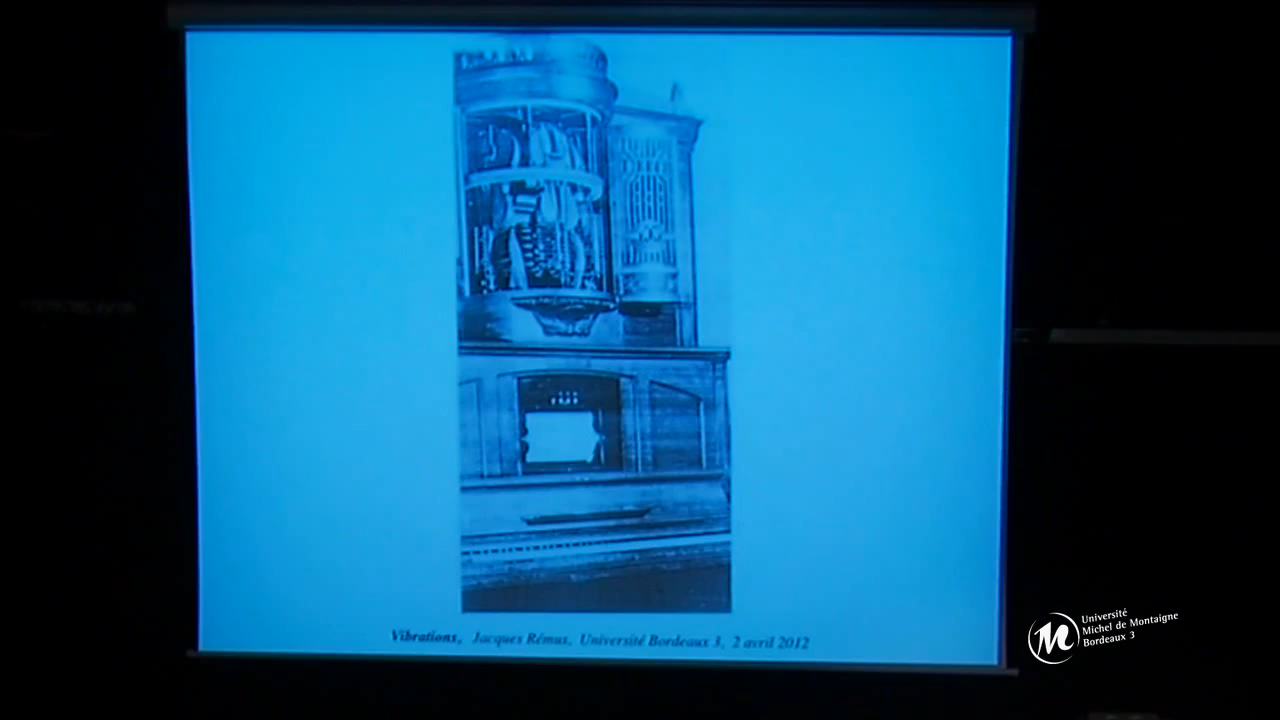 Vibrations, Jacques Rémus, Université Bordeaux 3, 2 avril 2012
Université
Michel de Montaigne
Bordeaux 3